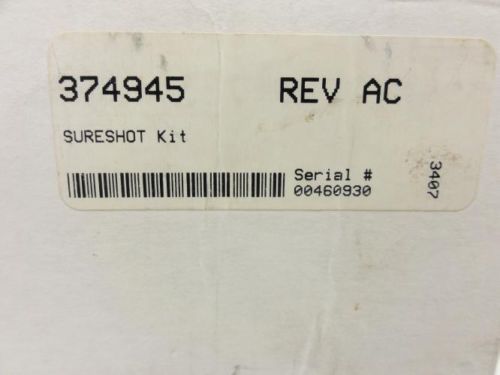 374945 REV AC
SURESHOT Kit
Serial #
00460930
3407